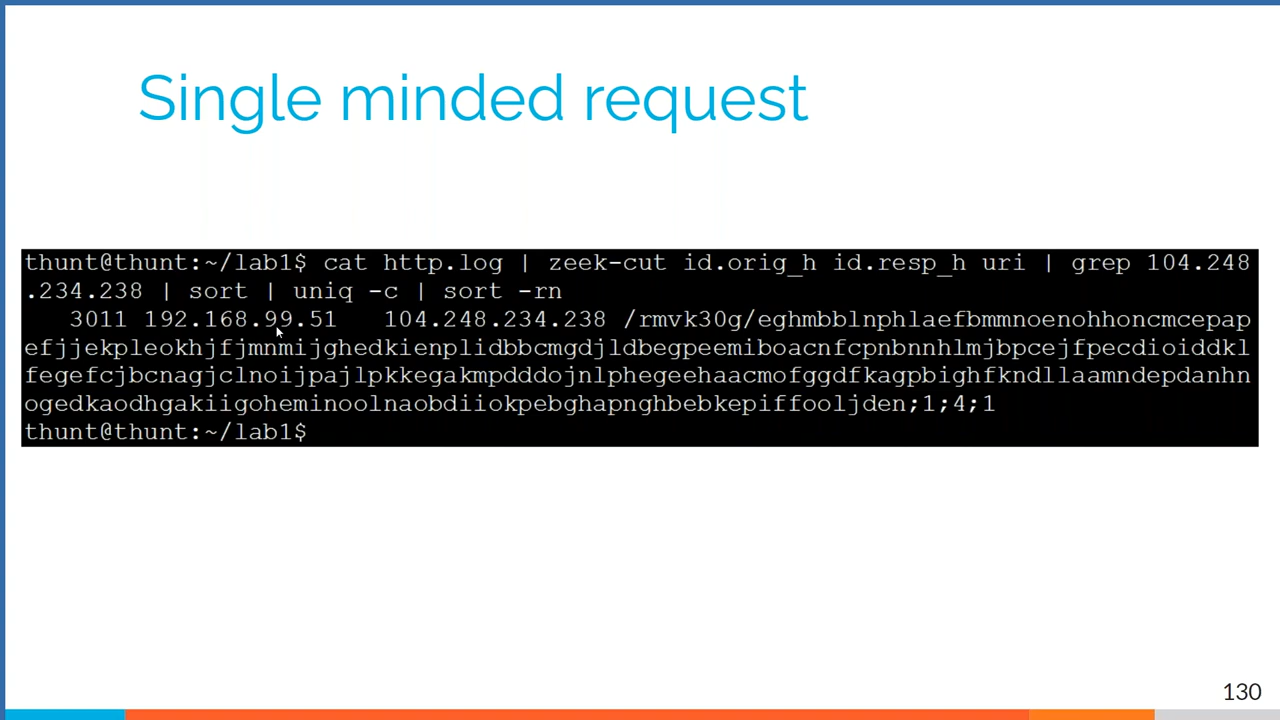 Single minded request
thunt@thunt:~/lab1$ cat http.log | zeek-cut id.orig_h id.resp_h uri | grep 104.248
.234.238 | sort | uniq -c | sort -rn
3011 192.168.99.51 104.248.234.238 /rmvk30g/eghmbblnphlaefbmmnoenohhoncmcepap
efjjekpleokhjfjmnmijghedkienplidbbcmgdjldbegpeemiboacnfcpnbnnhlmjbpcejfpecdioiddkl
fegefcjbcnagjclnoijpajlpkkegakmpdddojnlphegeehaacmofggdfkagpbighfkndllaamndepdanhn
ogedkaodhgakiigoheminoolnaobdiiokpebghapnghbebkepiffooljden;1;4;1
thunt@thunt:~/lab1$
130